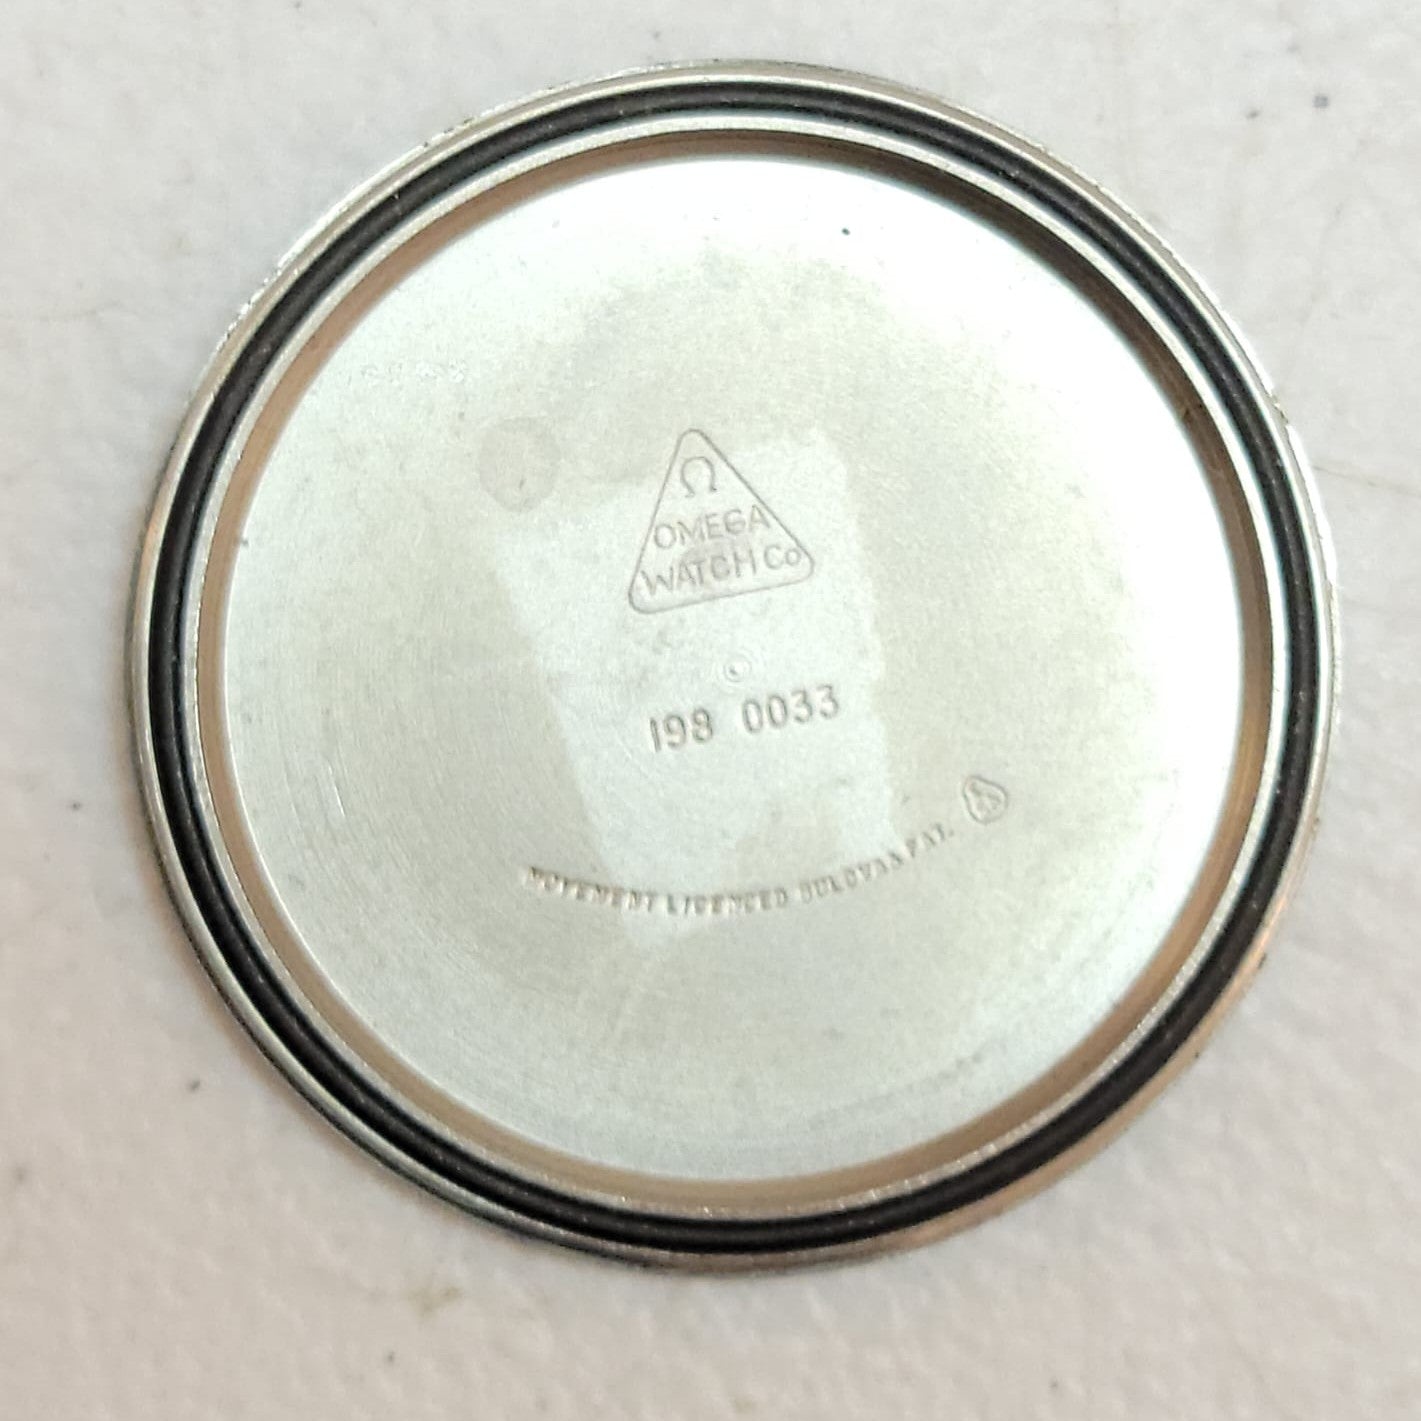 Ω
OMEGA
WATCH Co
198 0033
MOVEMENT LICENCED BULOVA PAT.